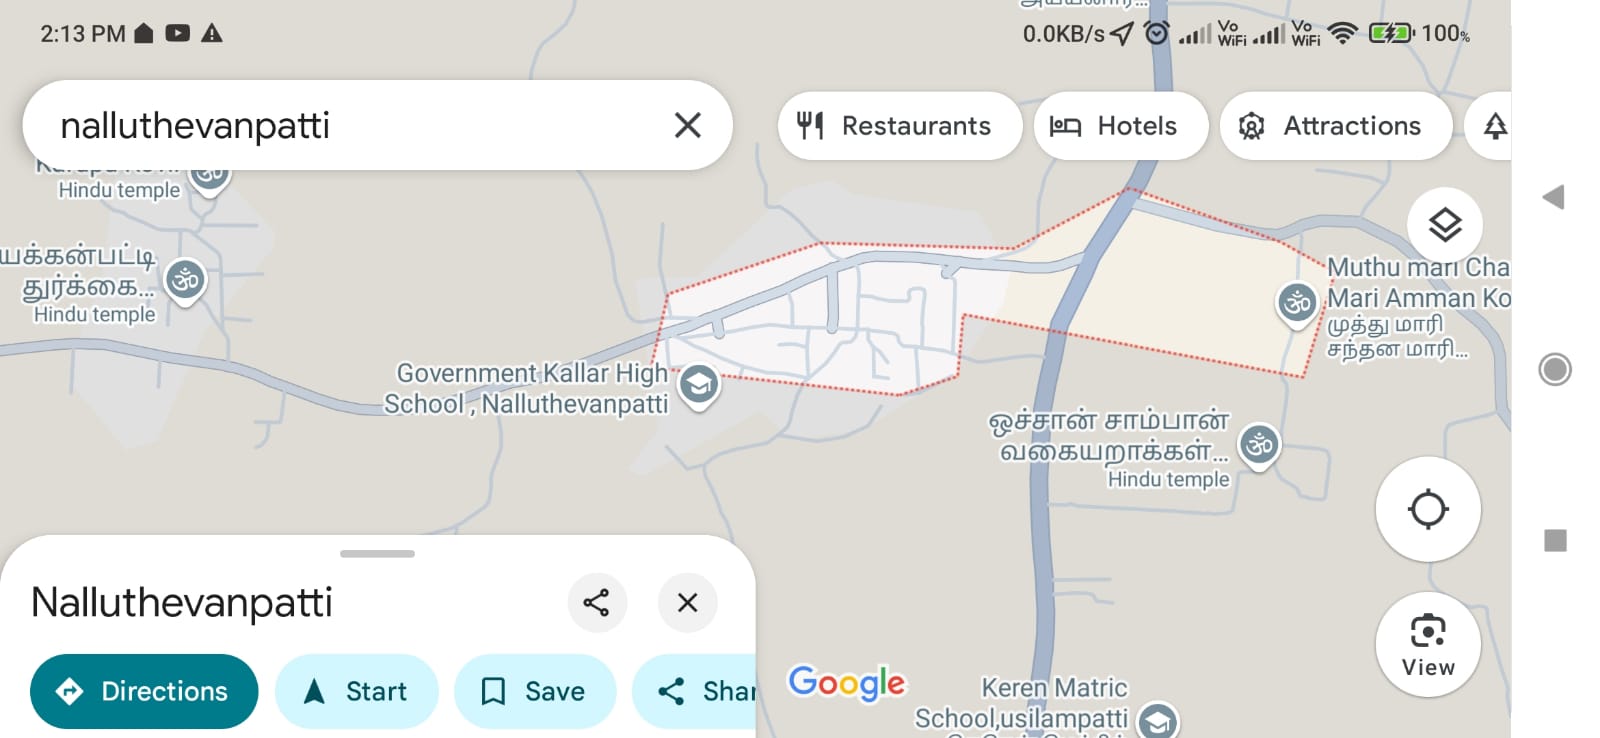 2:13 PM
0.0KB/s
Vo
WiFi
Vo
WiFi
100%
nalluthevanpatti
Restaurants
Hotels
Attractions
Hindu temple
யக்கன்பட்டி
துர்க்கை...
Hindu temple
Muthu mari Cha
Mari Amman Ko
முத்து மாரி
சந்தன மாரி...
Government Kallar High
School , Nalluthevanpatti
ஒச்சான் சாம்பான்
வகையறாக்கள்...
Hindu temple
Nalluthevanpatti
Directions
Start
Save
Shar
Google
Keren Matric
School,usilampatti
View